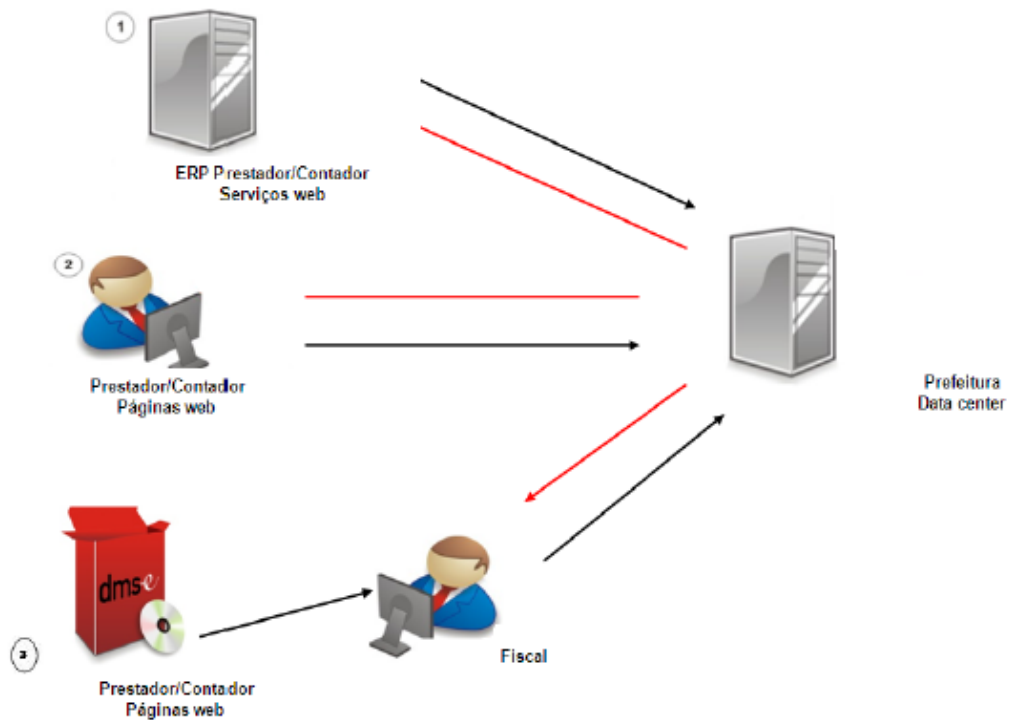 1
ERP Prestador/Contador
Serviços web
2
Prestador/Contador
Páginas web
Prefeitura
Data center
dms-e
3
Fiscal
Prestador/Contador
Páginas web